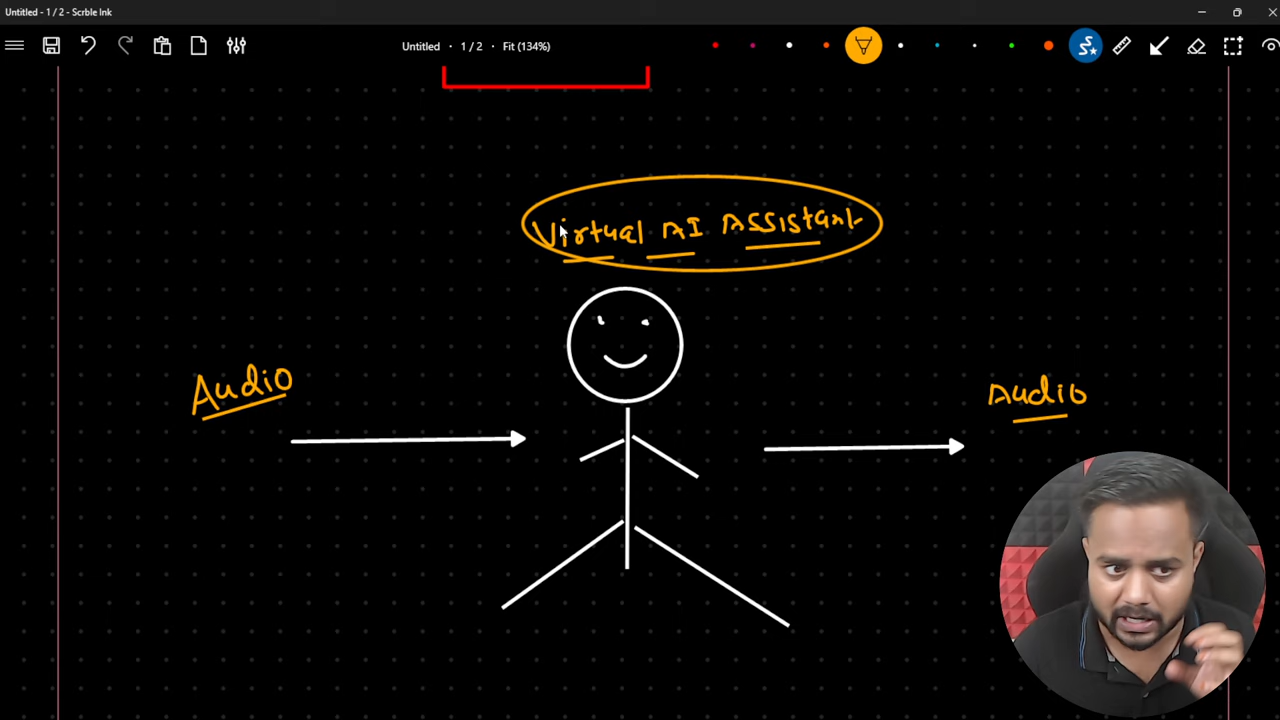 Untitled - 1 / 2 - Scrble Ink
Untitled · 1 / 2 · Fit (134%)
Virtual AI Assistant
Audio
Audio